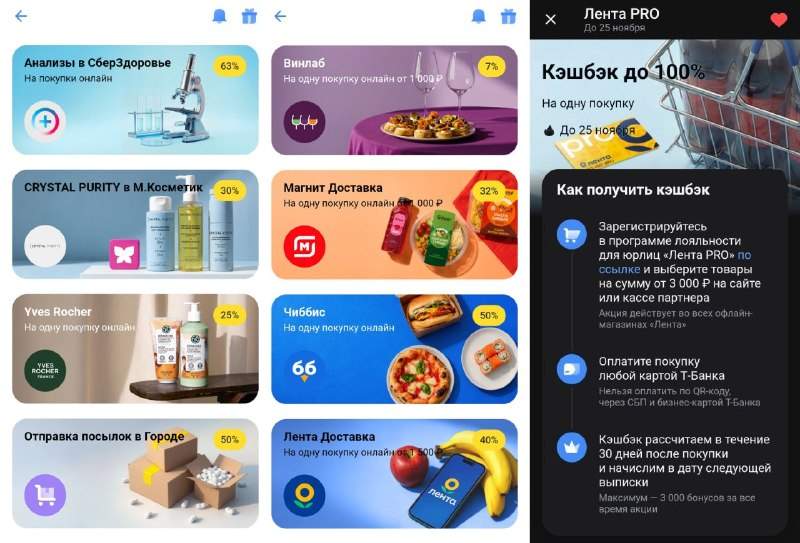 Анализы в СберЗдоровье
63%
На покупки онлайн
CRYSTAL PURITY в М.Косметик
30%
CRYSTAL PURITY
Yves Rocher
25%
На одну покупку онлайн
YVES
ROCHER
FRANCE
Отправка посылок в Городе
50%
Винлаб
7%
На одну покупку онлайн от 1 000 ₽
Магнит Доставка
32%
На одну покупку онлайн от 1 000 ₽
М
Чиббис
50%
На одну покупку онлайн
бб
Лента Доставка
40%
На одну покупку онлайн от 1 500 ₽
лента
Лента PRO
До 25 ноября
Кэшбэк до 100%
На одну покупку
До 25 ноября
pro
лента
Как получить кэшбэк
Зарегистрируйтесь
в программе лояльности
для юрлиц «Лента PRO» по
ссылке и выберите товары
на сумму от 3 000 ₽ на сайте
или кассе партнера
Акция действует во всех офлайн-
магазинах «Лента»
Оплатите покупку
любой картой Т-Банка
Нельзя оплатить по QR-коду,
через СБП и бизнес-картой Т-Банка
Кэшбэк рассчитаем в течение
30 дней после покупки
и начислим в дату следующей
выписки
Максимум — 3 000 бонусов за все
время акции